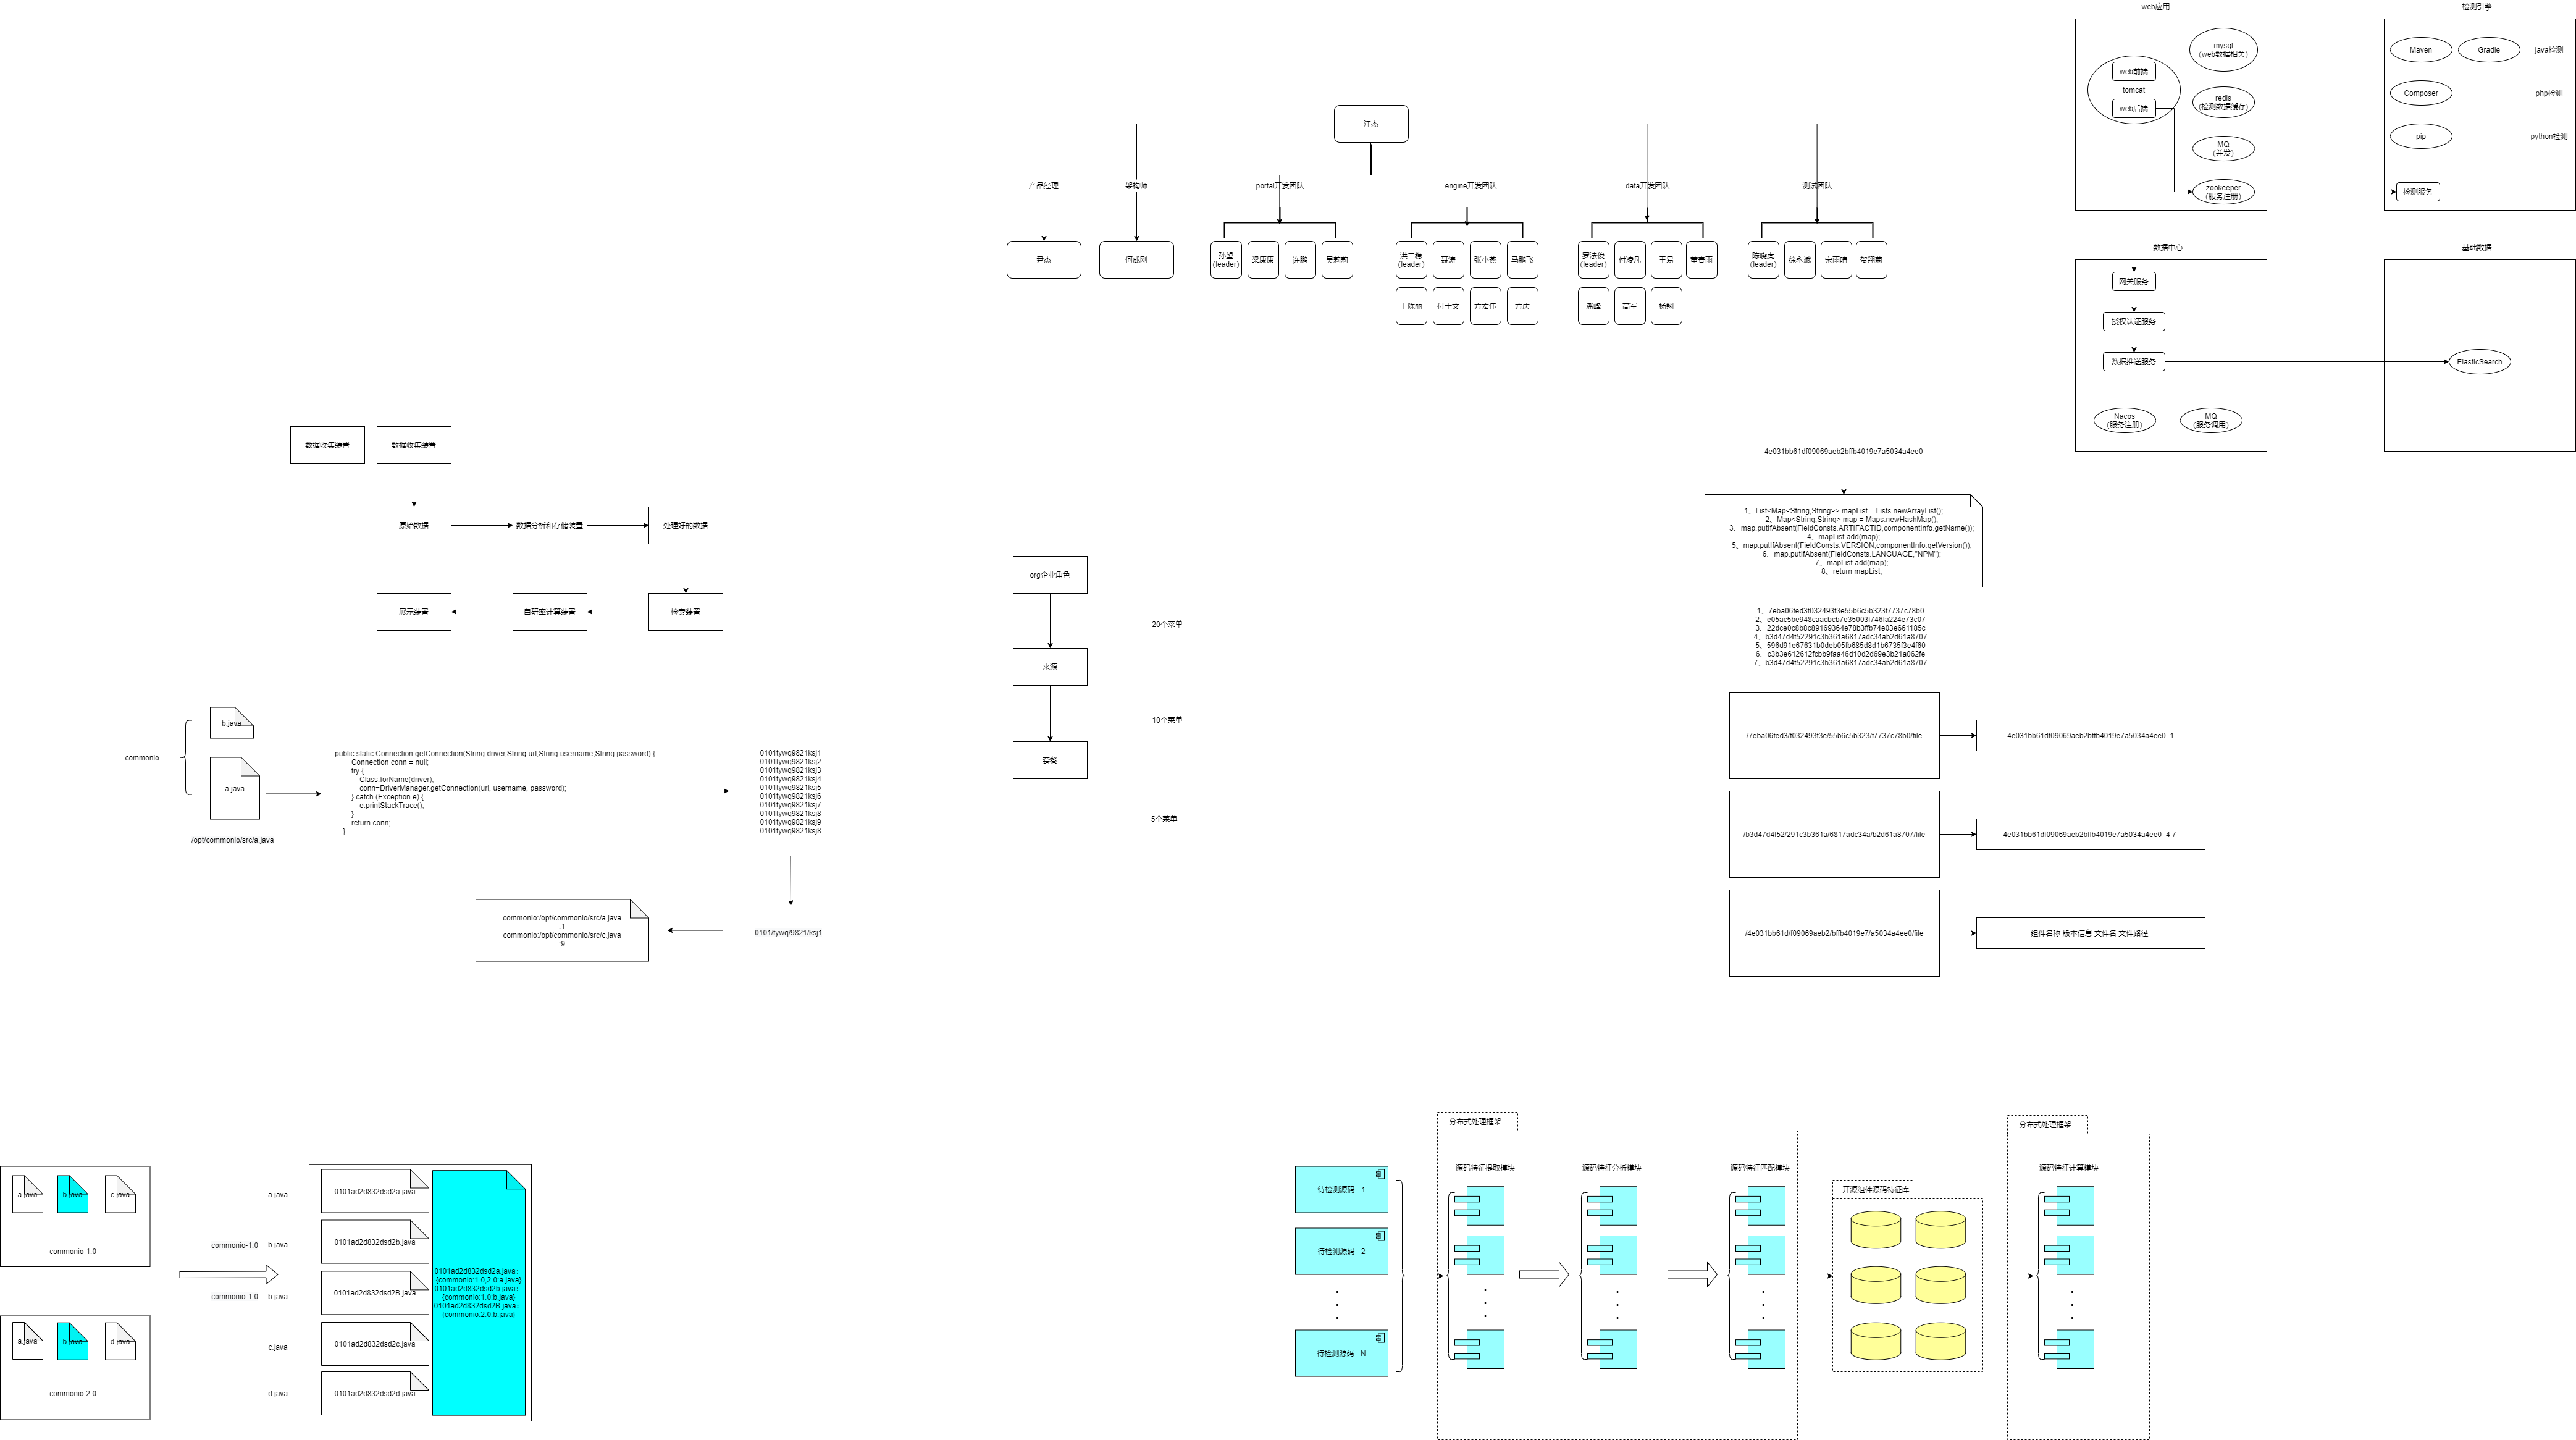 web应用
检测引擎
mysql
(web数据相关)
web前端
tomcat
web后端
redis
(检测数据缓存)
MQ
(并发)
zookeeper
(服务注册)
Maven
Gradle
java检测
Composer
php检测
pip
python检测
检测服务
数据中心
基础数据
网关服务
授权认证服务
数据推送服务
ElasticSearch
Nacos
(服务注册)
MQ
(服务调用)
汪杰
产品经理
架构师
portal开发团队
engine开发团队
data开发团队
测试团队
尹杰
何成刚
孙望
(leader)
梁康康
许鹏
吴莉莉
洪二稳
(leader)
聂涛
张小燕
马鹏飞
罗法俊
(leader)
付凌凡
王易
董春雨
陈晓虎
(leader)
徐永斌
宋雨晴
贺翔菊
王陈丽
付士文
方宏伟
方庆
潘峰
高军
杨翔
数据收集装置
数据收集装置
原始数据
数据分析和存储装置
处理好的数据
展示装置
自研率计算装置
检索装置
org企业角色
20个菜单
来源
10个菜单
套餐
5个菜单
4e031bb61df09069aeb2bffb4019e7a5034a4ee0
1、List<Map<String,String>> mapList = Lists.newArrayList();
2、Map<String,String> map = Maps.newHashMap();
3、map.putIfAbsent(FieldConsts.ARTIFACTID,componentInfo.getName());
4、mapList.add(map);
5、map.putIfAbsent(FieldConsts.VERSION,componentInfo.getVersion());
6、map.putIfAbsent(FieldConsts.LANGUAGE,"NPM");
7、mapList.add(map);
8、return mapList;
1、7eba06fed3f032493f3e55b6c5b323f7737c78b0
2、e05ac5be948caacbcb7e35003f746fa224e73c07
3、22dce0c8b8c89169364e78b3ffb74e03e661185c
4、b3d47d4f52291c3b361a6817adc34ab2d61a8707
5、596d91e67631b0deb05fb685d8d1b6735f3e4f60
6、c3b3e612612fcbb9faa46d10d2d69e3b21a062fe
7、b3d47d4f52291c3b361a6817adc34ab2d61a8707
/7eba06fed3/f032493f3e/55b6c5b323/f7737c78b0/file
4e031bb61df09069aeb2bffb4019e7a5034a4ee0 1
/b3d47d4f52/291c3b361a/6817adc34a/b2d61a8707/file
4e031bb61df09069aeb2bffb4019e7a5034a4ee0 4 7
/4e031bb61d/f09069aeb2/bffb4019e7/a5034a4ee0/file
组件名称 版本信息 文件名 文件路径
commonio
b.java
a.java
/opt/commonio/src/a.java
public static Connection getConnection(String driver,String url,String username,String password) {
Connection conn = null;
try {
Class.forName(driver);
conn=DriverManager.getConnection(url, username, password);
} catch (Exception e) {
e.printStackTrace();
}
return conn;
}
0101tywq9821ksj1
0101tywq9821ksj2
0101tywq9821ksj3
0101tywq9821ksj4
0101tywq9821ksj5
0101tywq9821ksj6
0101tywq9821ksj7
0101tywq9821ksj8
0101tywq9821ksj9
0101tywq9821ksj8
0101/tywq/9821/ksj1
commonio:/opt/commonio/src/a.java
:1
commonio:/opt/commonio/src/c.java
:9
a.java
b.java
c.java
commonio-1.0
a.java
b.java
d.java
commonio-2.0
a.java
commonio-1.0 b.java
commonio-1.0 b.java
c.java
d.java
0101ad2d832dsd2a.java
0101ad2d832dsd2b.java
0101ad2d832dsd2B.java
0101ad2d832dsd2c.java
0101ad2d832dsd2d.java
0101ad2d832dsd2a.java:
{commonio:1.0,2.0:a.java}
0101ad2d832dsd2b.java:
{commonio:1.0:b.java}
0101ad2d832dsd2B.java:
{commonio:2.0:b.java}
待检测源码 - 1
待检测源码 - 2
待检测源码 - N
分布式处理框架
源码特征提取模块
源码特征分析模块
源码特征匹配模块
开源组件源码特征库
分布式处理框架
源码特征计算模块